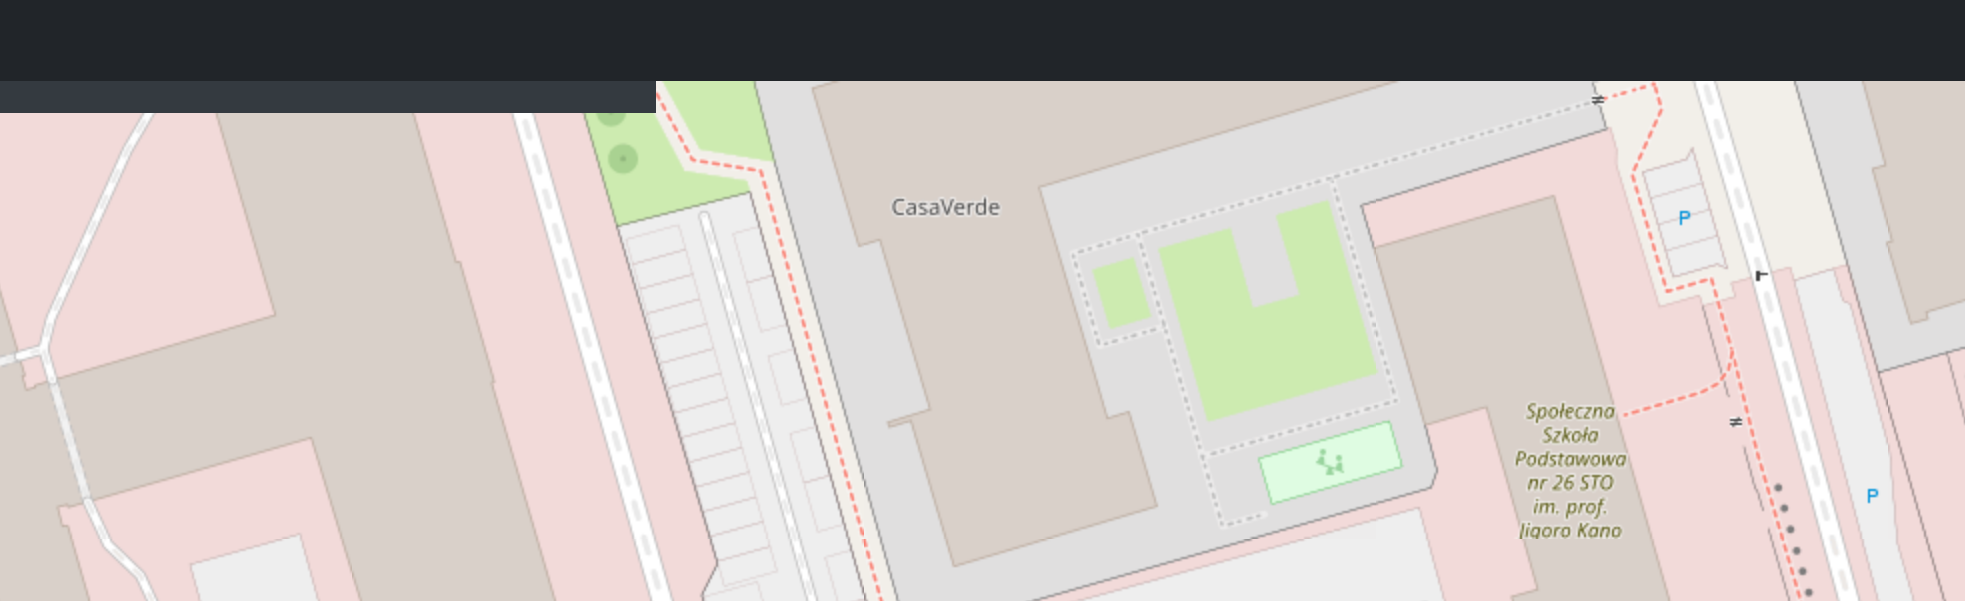 CasaVerde
P
Społeczna
Szkoła
Podstawowa
nr 26 STO
im. prof.
Jigoro Kano
P